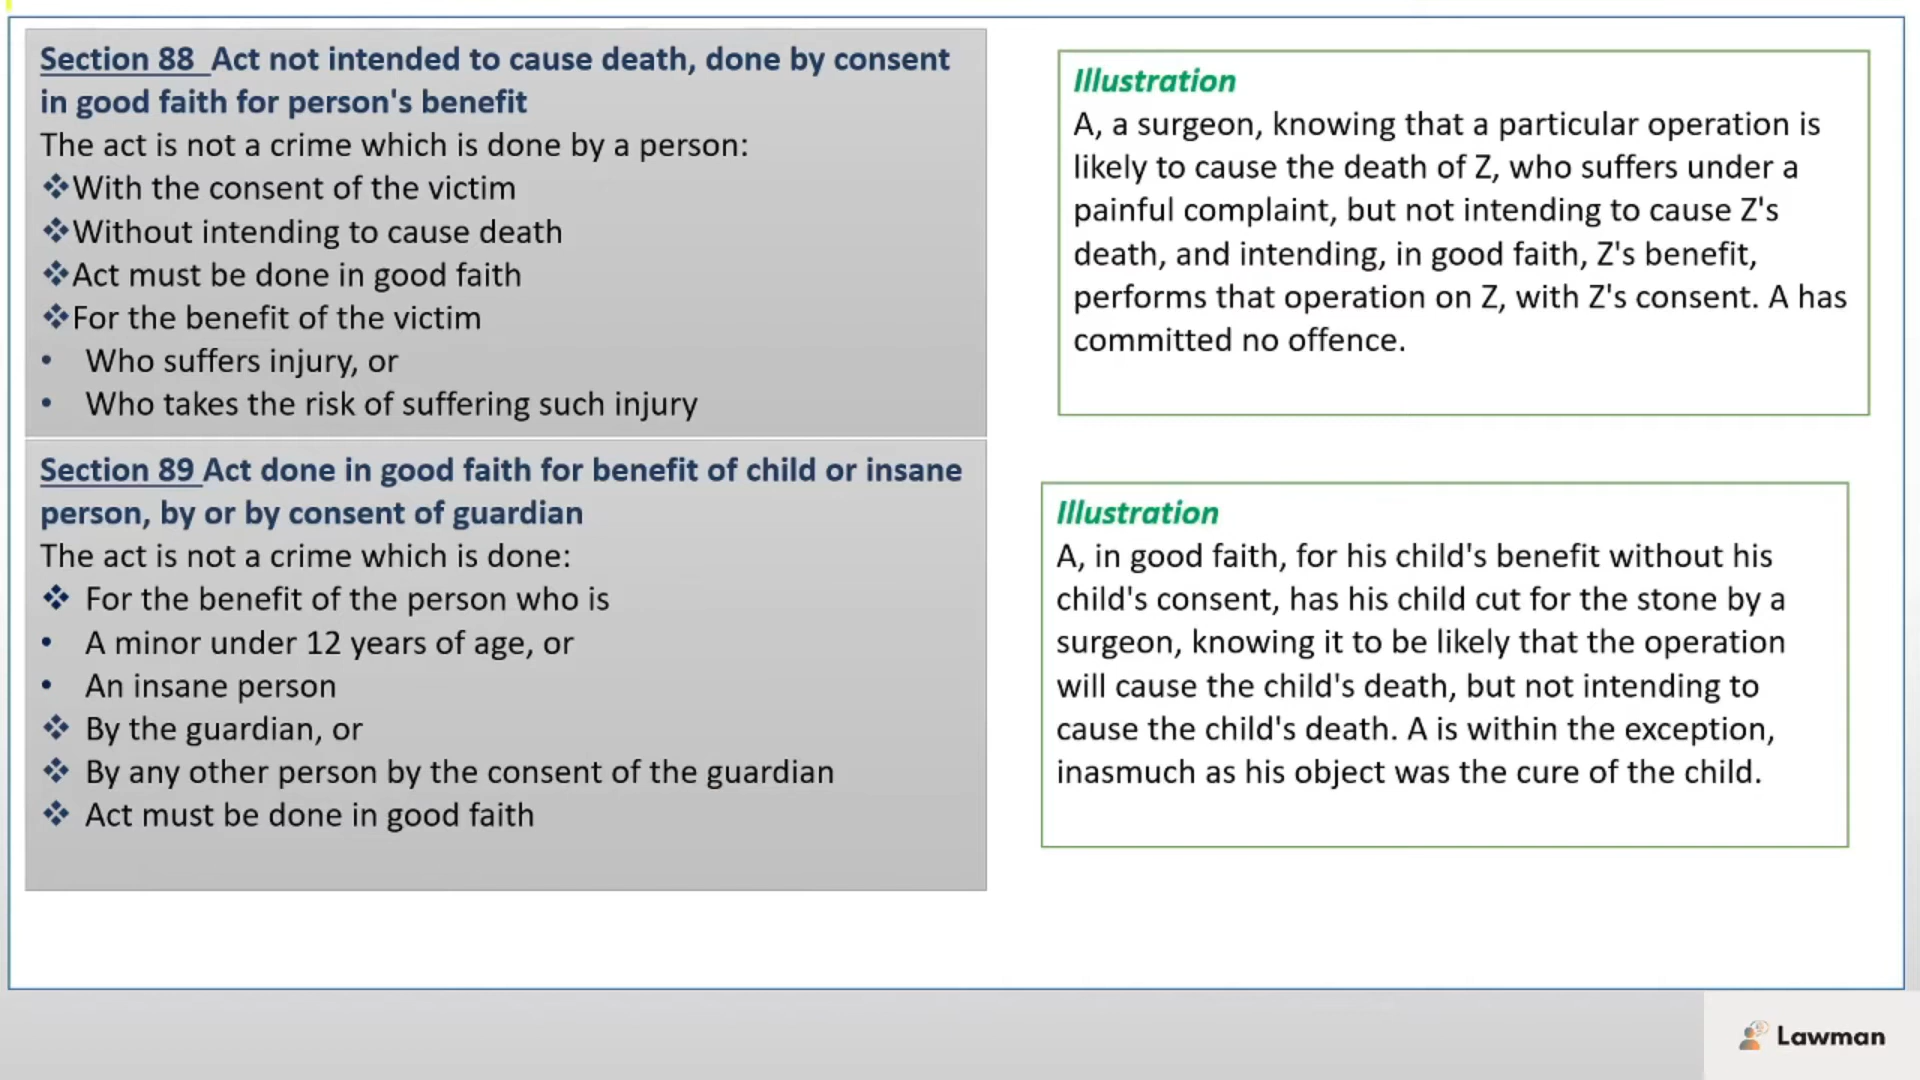 Section 88 Act not intended to cause death, done by consent
in good faith for person's benefit
The act is not a crime which is done by a person:
❖With the consent of the victim
❖Without intending to cause death
❖Act must be done in good faith
❖For the benefit of the victim
• Who suffers injury, or
• Who takes the risk of suffering such injury
Section 89 Act done in good faith for benefit of child or insane
person, by or by consent of guardian
The act is not a crime which is done:
❖ For the benefit of the person who is
• A minor under 12 years of age, or
• An insane person
❖ By the guardian, or
❖ By any other person by the consent of the guardian
❖ Act must be done in good faith
Illustration
A, a surgeon, knowing that a particular operation is
likely to cause the death of Z, who suffers under a
painful complaint, but not intending to cause Z's
death, and intending, in good faith, Z's benefit,
performs that operation on Z, with Z's consent. A has
committed no offence.
Illustration
A, in good faith, for his child's benefit without his
child's consent, has his child cut for the stone by a
surgeon, knowing it to be likely that the operation
will cause the child's death, but not intending to
cause the child's death. A is within the exception,
inasmuch as his object was the cure of the child.
Lawman